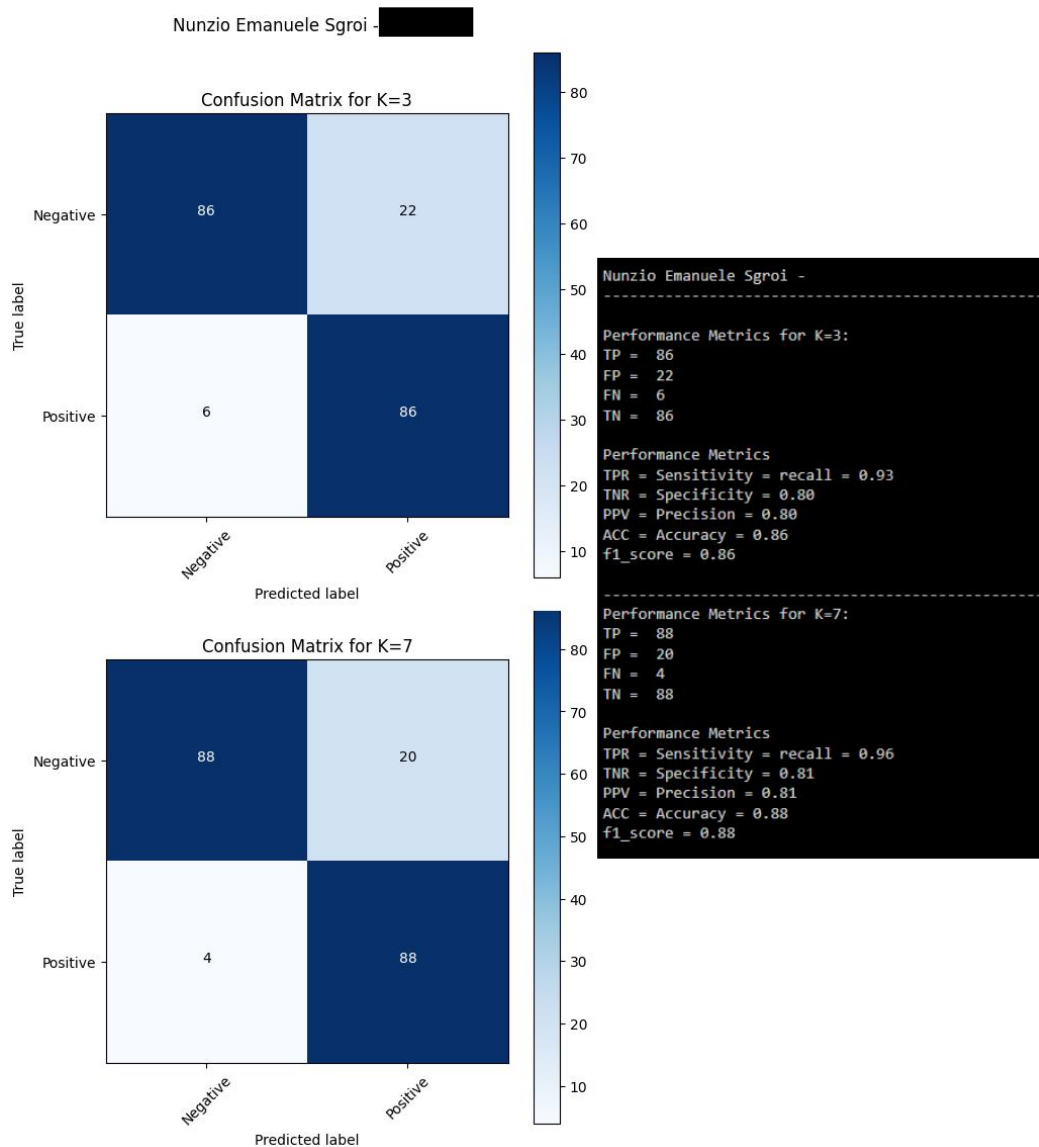 Nunzio Emanuele Sgroi -
Confusion Matrix for K=3
True label
Negative
Positive
86
22
6
86
Negative
Positive
Predicted label
80
70
60
50
40
30
20
10
Confusion Matrix for K=7
True label
Negative
Positive
88
20
4
88
Negative
Positive
Predicted label
80
70
60
50
40
30
20
10
Nunzio Emanuele Sgroi -
--------------------------------------------------
Performance Metrics for K=3:
TP =  86
FP =  22
FN =  6
TN =  86
Performance Metrics
TPR = Sensitivity = recall = 0.93
TNR = Specificity = 0.80
PPV = Precision = 0.80
ACC = Accuracy = 0.86
f1_score = 0.86
--------------------------------------------------
Performance Metrics for K=7:
TP =  88
FP =  20
FN =  4
TN =  88
Performance Metrics
TPR = Sensitivity = recall = 0.96
TNR = Specificity = 0.81
PPV = Precision = 0.81
ACC = Accuracy = 0.88
f1_score = 0.88